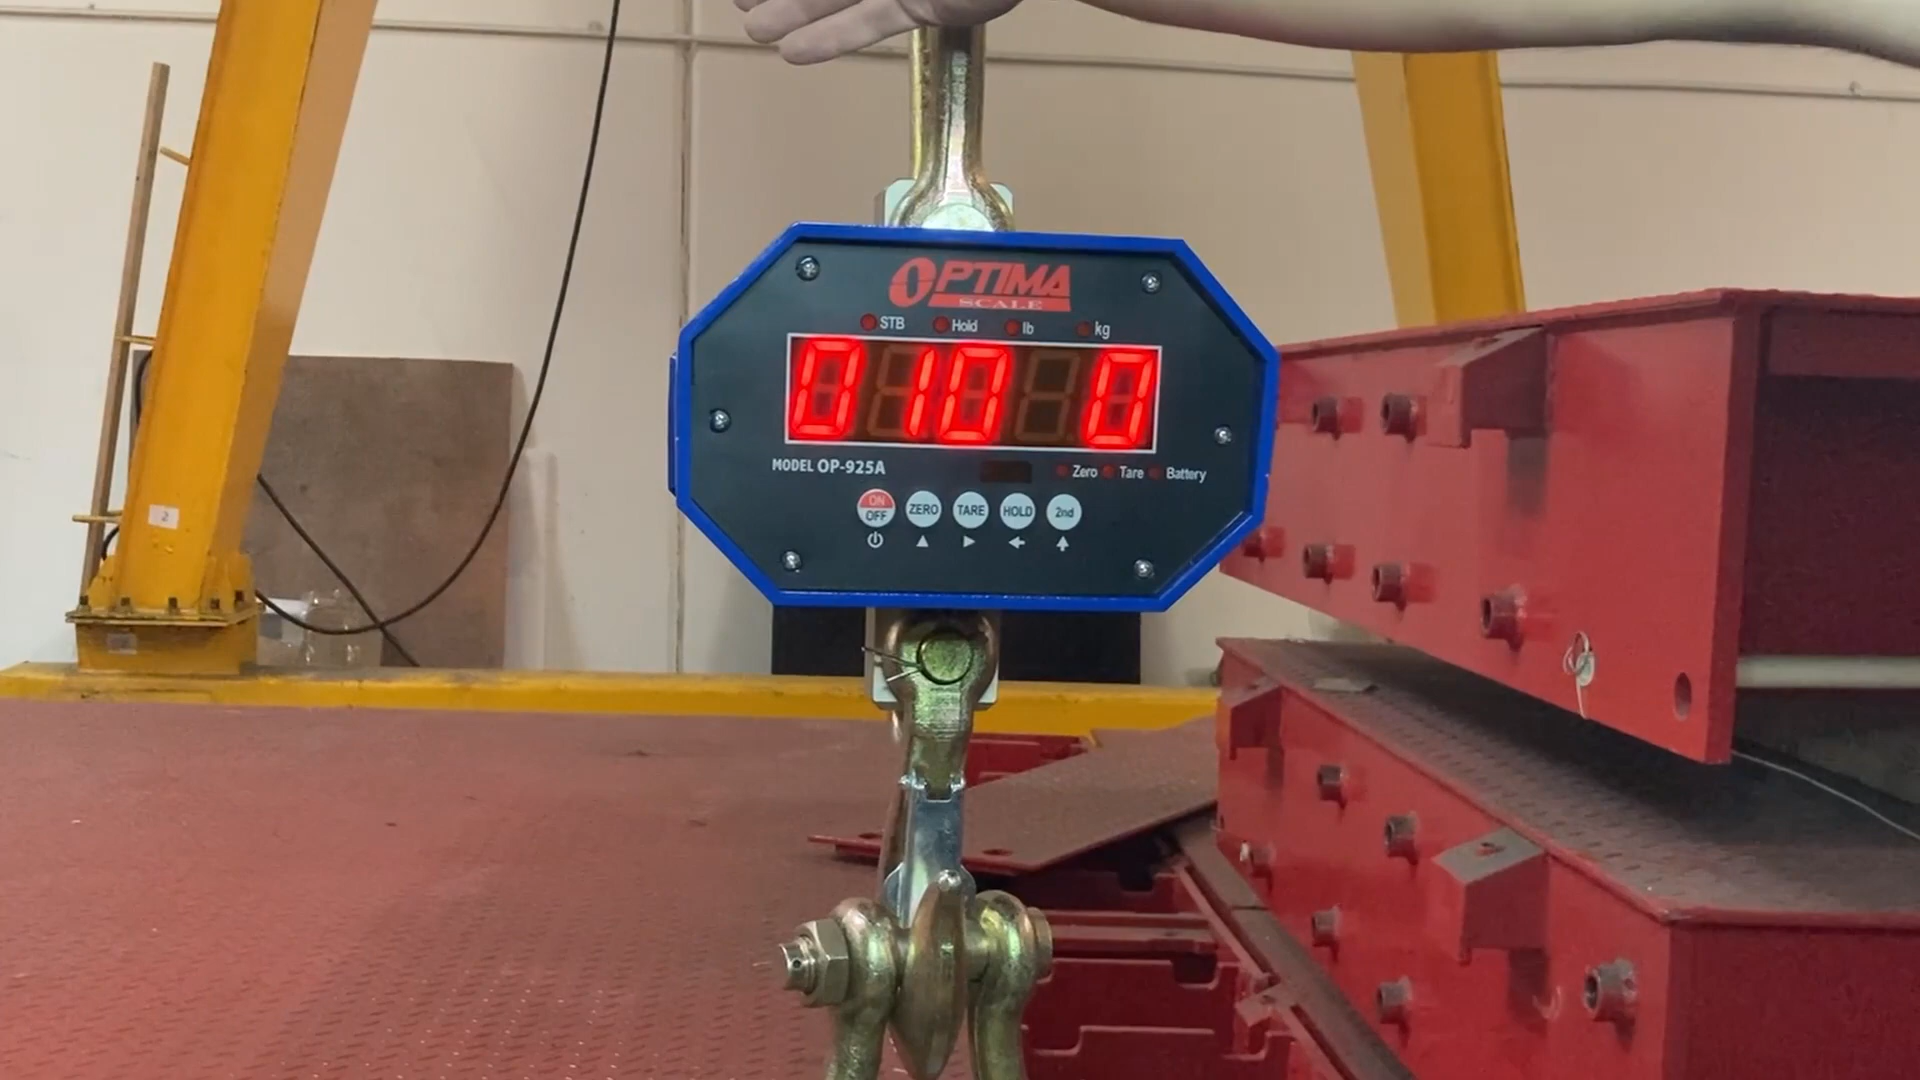 OPTIMA
SCALE
STB Hold lb kg
010 0
MODEL OP-925A
Zero Tare Battery
ON OFF ZERO TARE HOLD 2nd
2